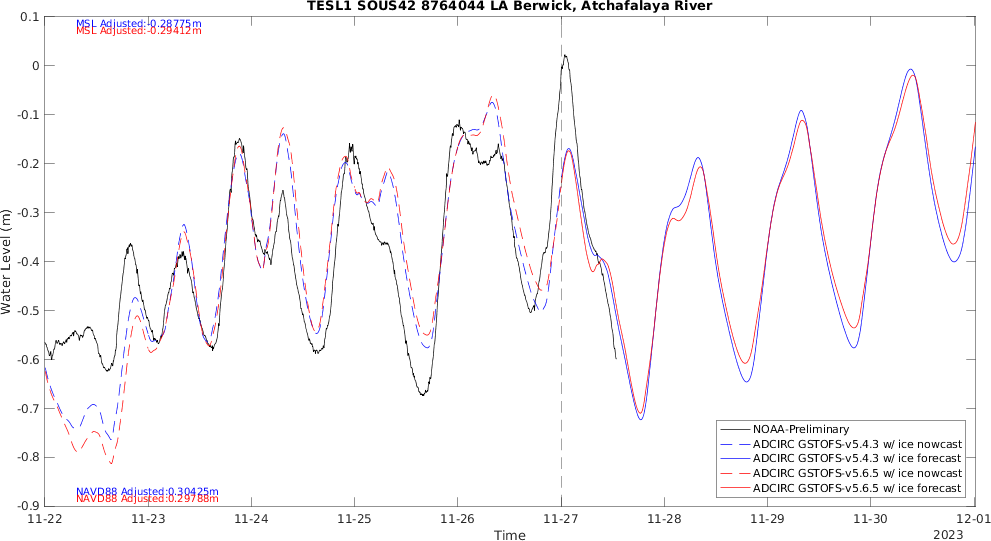 TESL1 SOUS42 8764044 LA Berwick, Atchafalaya River
MSL Adjusted:-0.28775m
MSL Adjusted:-0.29412m
0.1
0
-0.1
-0.2
-0.3
-0.4
-0.5
-0.6
-0.7
-0.8
-0.9
Water Level (m)
NOAA-Preliminary
ADCIRC GSTOFS-v5.4.3 w/ ice nowcast
ADCIRC GSTOFS-v5.4.3 w/ ice forecast
ADCIRC GSTOFS-v5.6.5 w/ ice nowcast
ADCIRC GSTOFS-v5.6.5 w/ ice forecast
NAVD88 Adjusted:0.30425m
NAVD88 Adjusted:0.29788m
11-22 11-23 11-24 11-25 11-26 11-27 11-28 11-29 11-30 12-01
Time
2023